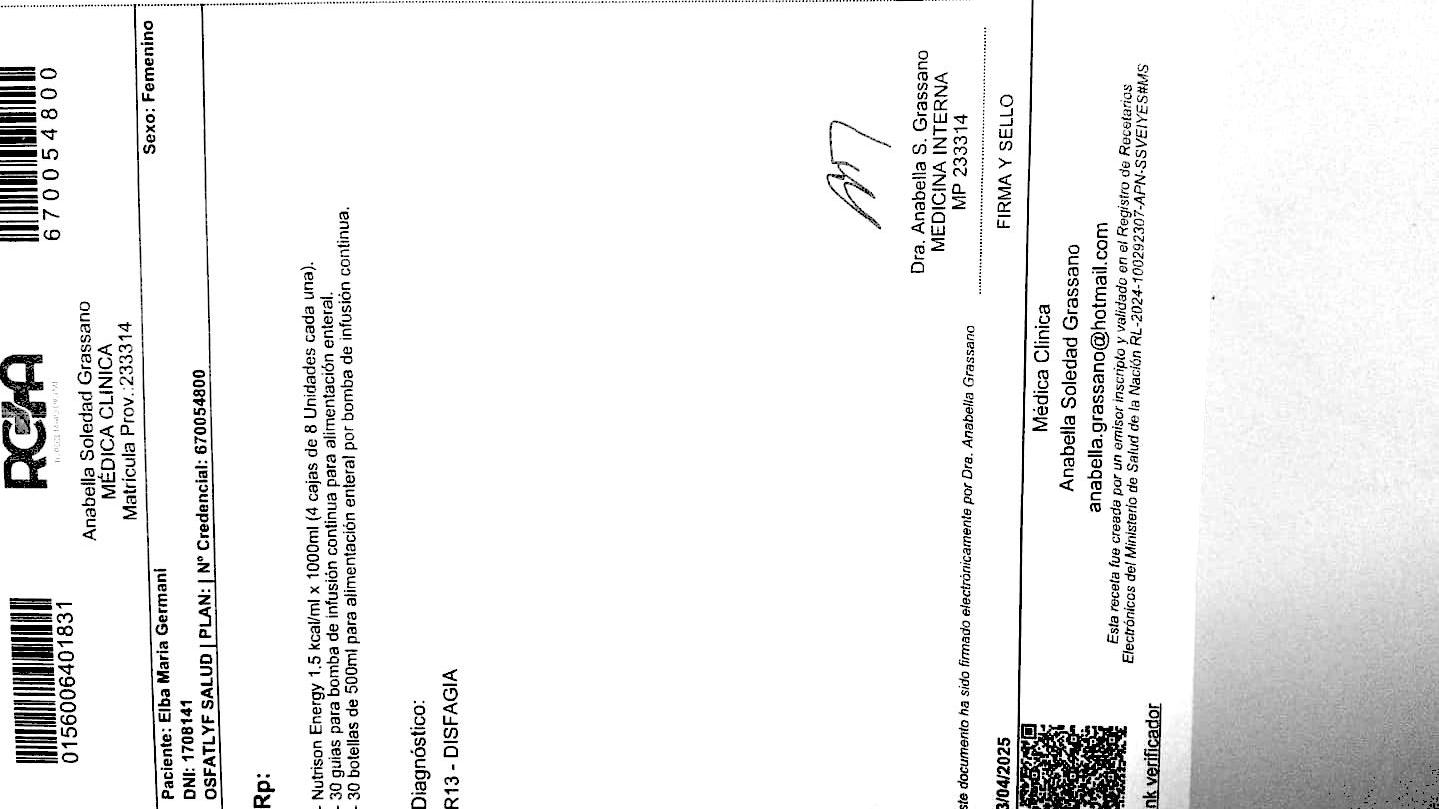 RCTA
0156006401831
670054800
Anabella Soledad Grassano
MÉDICA CLINICA
Matrícula Prov.:233314
Paciente: Elba Maria Germani
Sexo: Femenino
DNI: 1708141
OSFATLYF SALUD | PLAN: | N° Credencial: 670054800
Rp:
- Nutrison Energy 1.5 kcal/ml x 1000ml (4 cajas de 8 Unidades cada una).
- 30 guias para bomba de infusión continua para alimentación enteral.
- 30 botellas de 500ml para alimentación enteral por bomba de infusión continua.
Diagnóstico:
R13 - DISFAGIA
Dra. Anabella S. Grassano
MEDICINA INTERNA
MP 233314
ste documento ha sido firmado electrónicamente por Dra. Anabella Grassano
FIRMA Y SELLO
3/04/2025
Médica Clinica
Anabella Soledad Grassano
anabella.grassano@hotmail.com
Esta receta fue creada por un emisor inscripto y validado en el Registro de Recetarios
Electrónicos del Ministerio de Salud de la Nación RL-2024-100292307-APN-SSVEIYES#MS
nk verificador